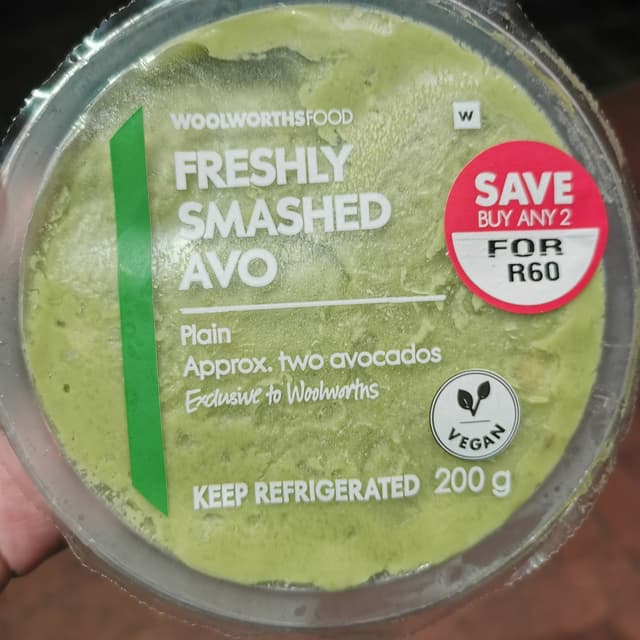 WOOLWORTHSFOOD
W
FRESHLY
SMASHED
AVO
SAVE
BUY ANY 2
FOR
R60
Plain
Approx. two avocados
Exclusive to Woolworths
VEGAN
KEEP REFRIGERATED 200 g